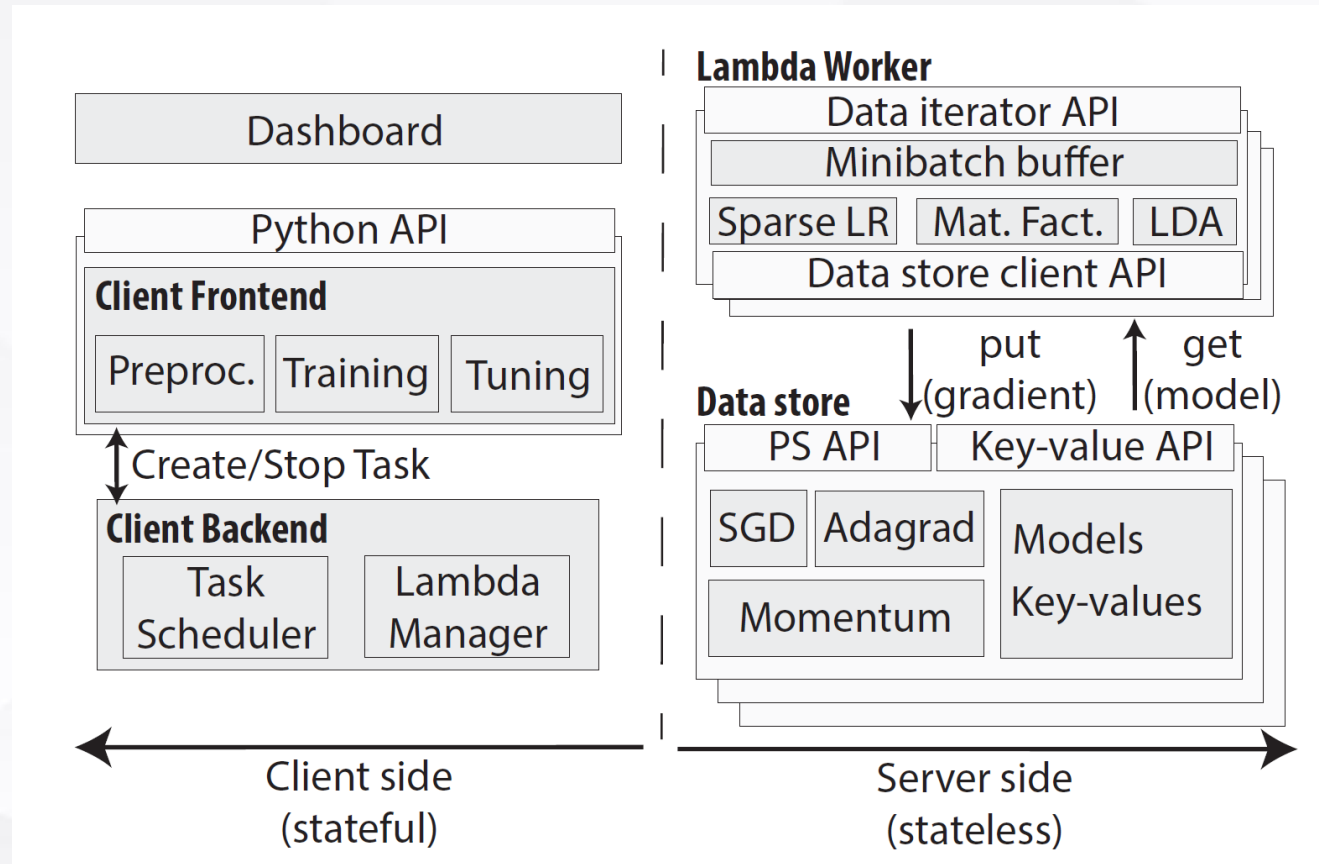 Dashboard
Python API
Client Frontend
Preproc.
Training
Tuning
Create/Stop Task
Client Backend
Task
Scheduler
Lambda
Manager
Client side
(stateful)
Lambda Worker
Data iterator API
Minibatch buffer
Sparse LR
Mat. Fact.
LDA
Data store client API
put
(gradient)
get
(model)
Data store
PS API
Key-value API
SGD
Adagrad
Momentum
Models
Key-values
Server side
(stateless)